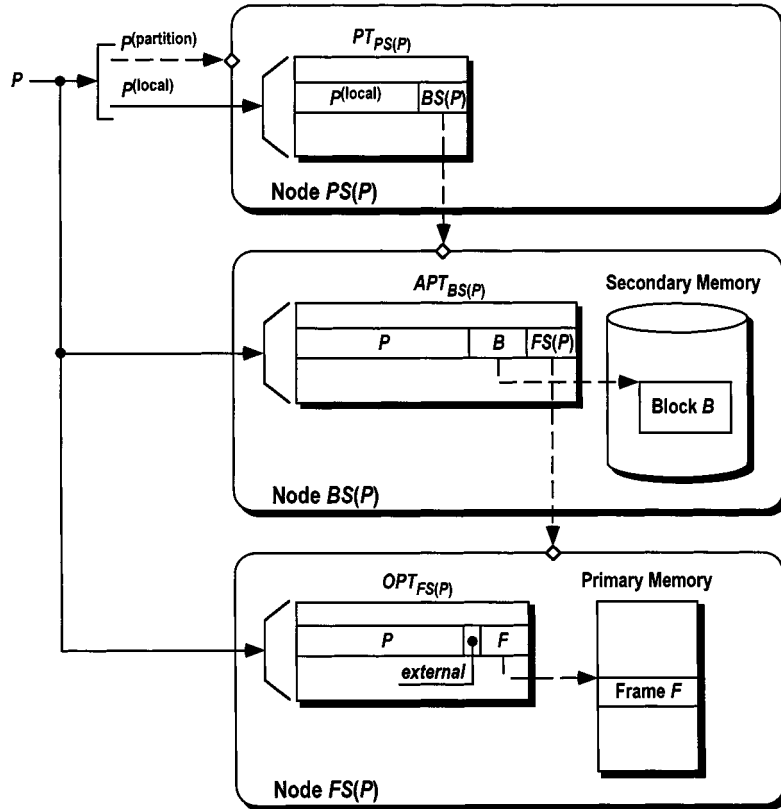 P
P(partition)
P(local)
PT_PS(P)
P(local) BS(P)
Node PS(P)
APT_BS(P)
Secondary Memory
P B FS(P)
Block B
Node BS(P)
OPT_FS(P)
Primary Memory
P F
external
Frame F
Node FS(P)